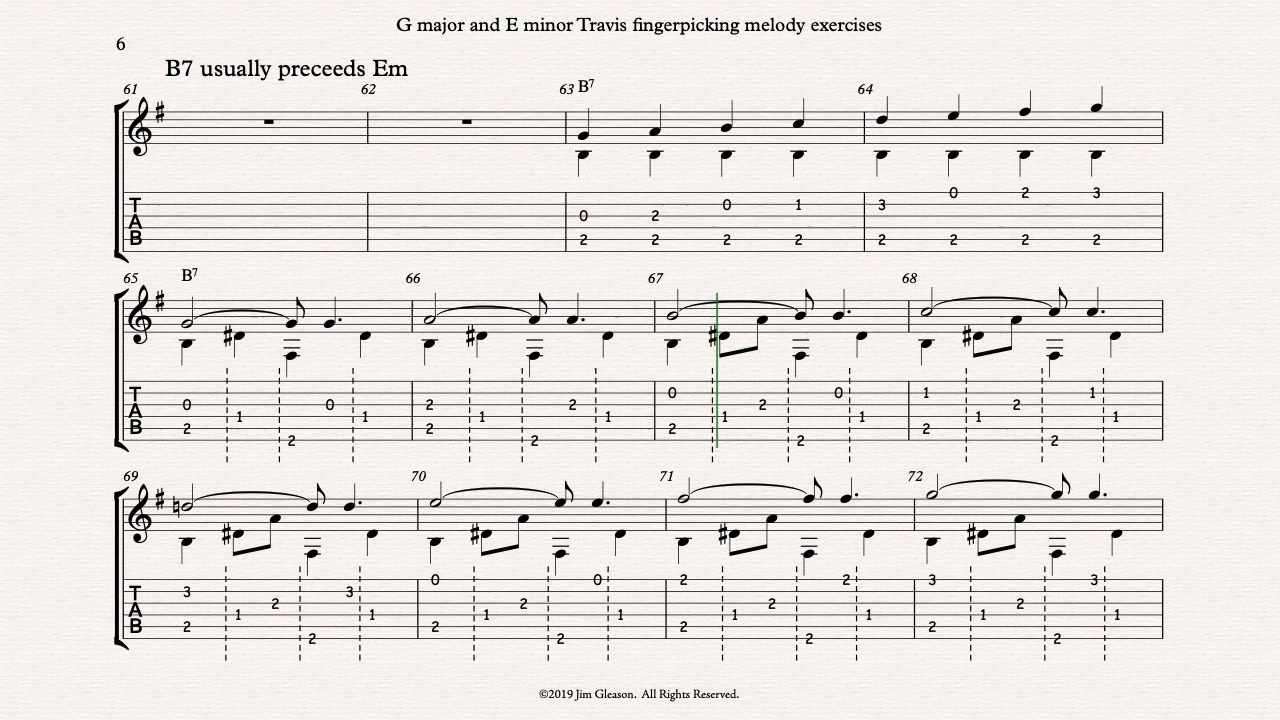 G major and E minor Travis fingerpicking melody exercises
6
B7 usually preceeds Em
61 62 63 B7 64
T 0 2 3
A 0 2 0 1 3
B 2 2 2 2 2 2 2 2
65 B7 66 67 68
T 0 0 1 1
A 0 0 2 2 2 2
B 2 1 1 2 1 1 2 1 1 2 1 1
2 2 2 2
69 70 71 72
0 0 2 2 3 3
T 3 3
A 2 2 2 2
1 1 1 1 1 1 1 1
B 2 2 2 2
2 2 2 2
©2019 Jim Gleason. All Rights Reserved.